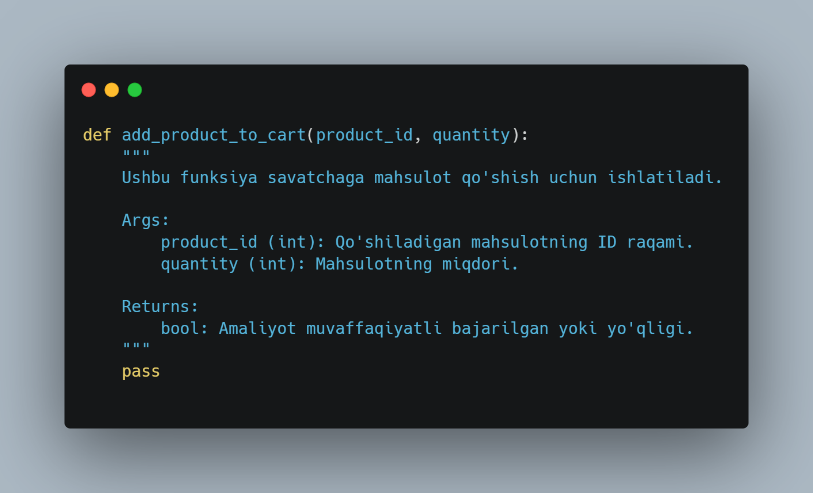 def add_product_to_cart(product_id, quantity):
    """
    Ushbu funksiya savatchaga mahsulot qo'shish uchun ishlatiladi.

    Args:
        product_id (int): Qo'shiladigan mahsulotning ID raqami.
        quantity (int): Mahsulotning miqdori.

    Returns:
        bool: Amaliyot muvaffaqiyatli bajarilgan yoki yo'qligi.
    """
    pass